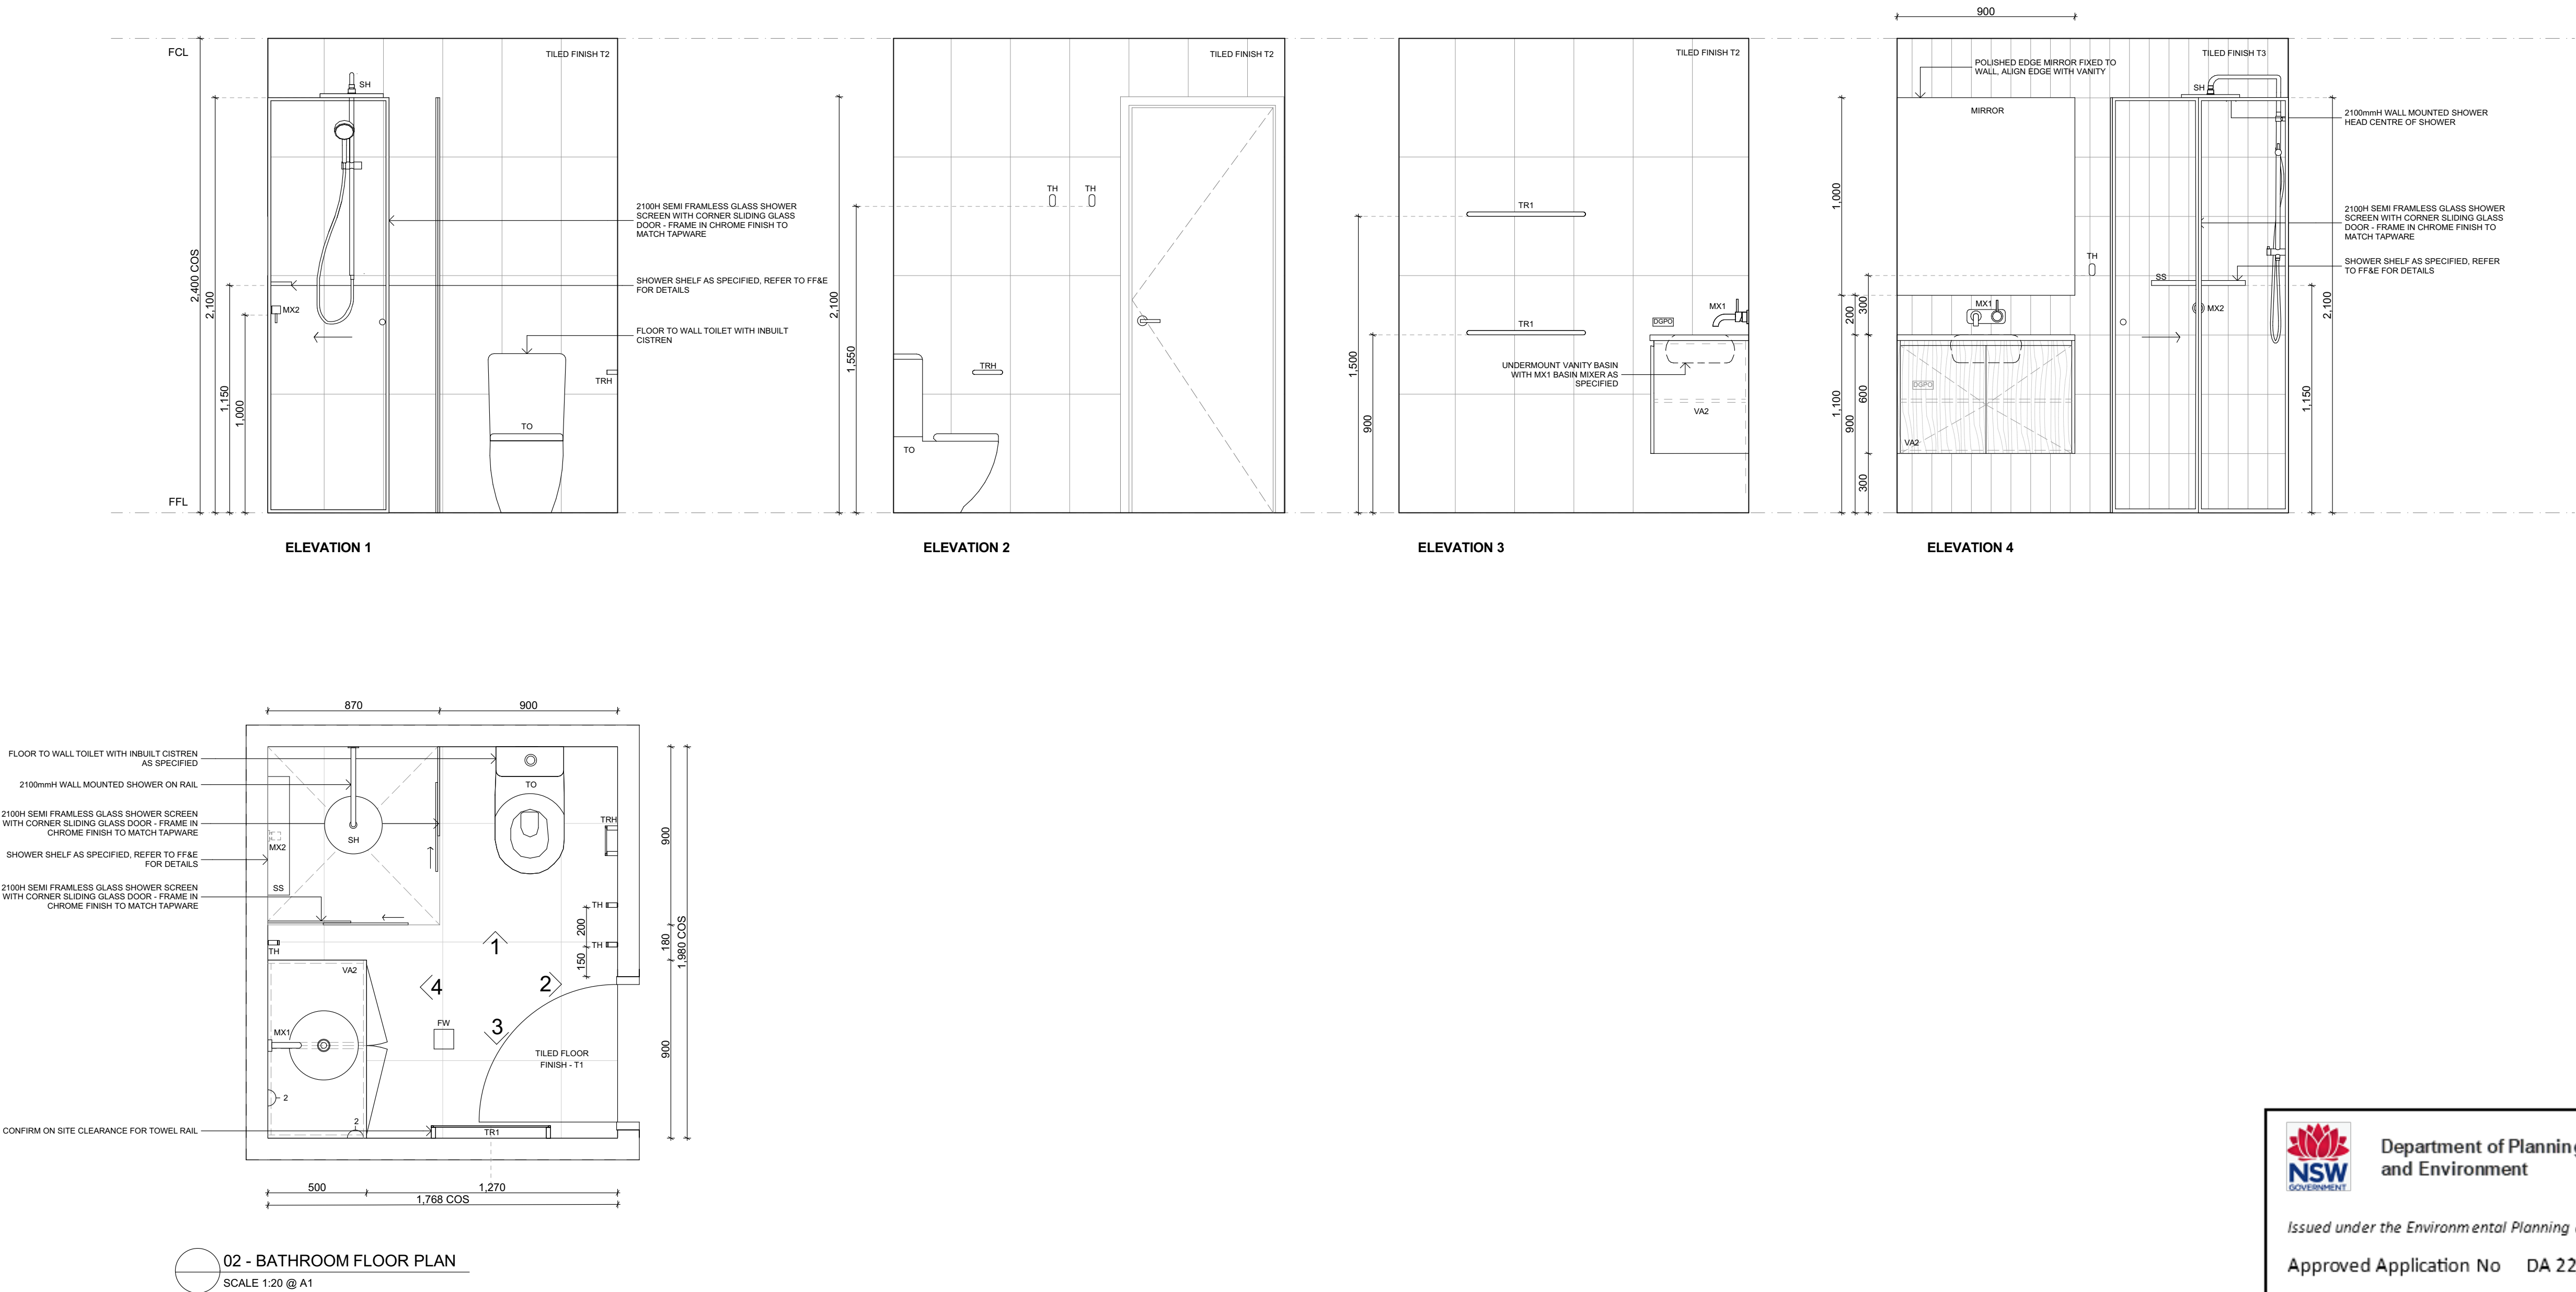 FCL
TILED FINISH T2
SH
2100H SEMI FRAMLESS GLASS SHOWER
SCREEN WITH CORNER SLIDING GLASS
DOOR - FRAME IN CHROME FINISH TO
MATCH TAPWARE
SHOWER SHELF AS SPECIFIED, REFER TO FF&E
FOR DETAILS
MX2
FLOOR TO WALL TOILET WITH INBUILT
CISTREN
TRH
TO
2,400 COS
2,100
1,150
1,000
FFL
ELEVATION 1
TILED FINISH T2
TH
TH
TRH
TO
2,100
1,550
ELEVATION 2
TILED FINISH T2
TR1
TR1
MX1
DGPO
UNDERMOUNT VANITY BASIN
WITH MX1 BASIN MIXER AS
SPECIFIED
VA2
1,500
900
ELEVATION 3
900
TILED FINISH T3
POLISHED EDGE MIRROR FIXED TO
WALL, ALIGN EDGE WITH VANITY
MIRROR
SH
2100mmH WALL MOUNTED SHOWER
HEAD CENTRE OF SHOWER
2100H SEMI FRAMLESS GLASS SHOWER
SCREEN WITH CORNER SLIDING GLASS
DOOR - FRAME IN CHROME FINISH TO
MATCH TAPWARE
SHOWER SHELF AS SPECIFIED, REFER
TO FF&E FOR DETAILS
TH
SS
MX1
MX2
DGPO
VA2
1,000
1,100
200
900
300
600
300
1,150
2,100
ELEVATION 4
870
900
FLOOR TO WALL TOILET WITH INBUILT CISTREN
AS SPECIFIED
2100mmH WALL MOUNTED SHOWER ON RAIL
2100H SEMI FRAMLESS GLASS SHOWER SCREEN
WITH CORNER SLIDING GLASS DOOR - FRAME IN
CHROME FINISH TO MATCH TAPWARE
SHOWER SHELF AS SPECIFIED, REFER TO FF&E
FOR DETAILS
2100H SEMI FRAMLESS GLASS SHOWER SCREEN
WITH CORNER SLIDING GLASS DOOR - FRAME IN
CHROME FINISH TO MATCH TAPWARE
CONFIRM ON SITE CLEARANCE FOR TOWEL RAIL
TO
TRH
SH
MX2
SS
TH
TH
TH
VA2
MX1
FW
1
2
3
4
2
2
TILED FLOOR
FINISH - T1
TR1
200
150
900
180
900
1,980 COS
500
1,270
1,768 COS
02 - BATHROOM FLOOR PLAN
SCALE 1:20 @ A1
NSW
GOVERNMENT
Department of Planning
and Environment
Issued under the Environmental Planning
Approved Application No DA 22